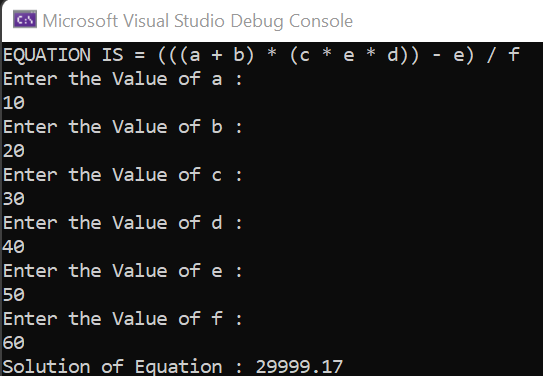 Microsoft Visual Studio Debug Console
EQUATION IS = (((a + b) * (c * e * d)) - e) / f
Enter the Value of a :
10
Enter the Value of b :
20
Enter the Value of c :
30
Enter the Value of d :
40
Enter the Value of e :
50
Enter the Value of f :
60
Solution of Equation : 29999.17